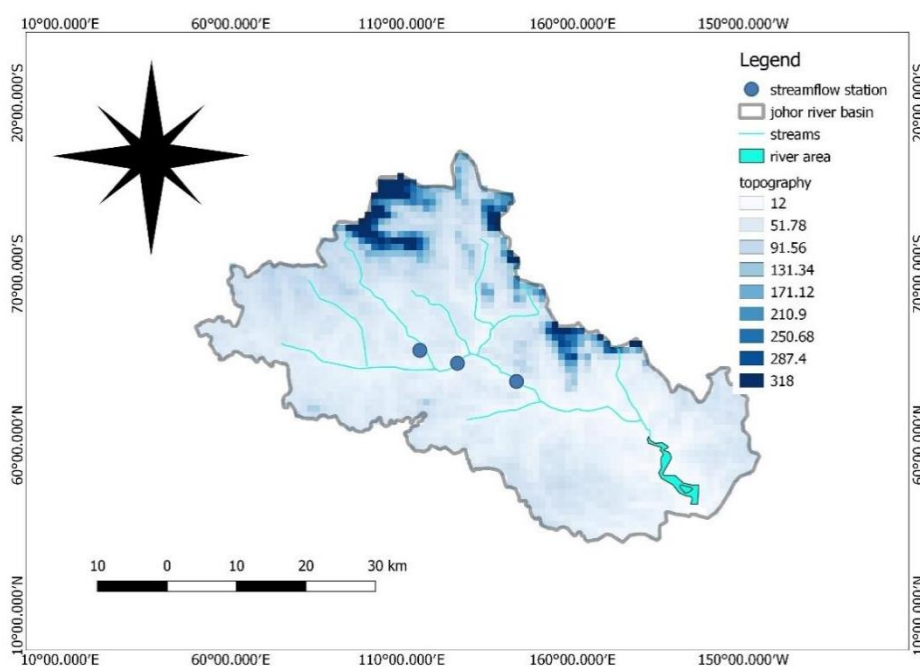 10°00.000'E 60°00.000'E 110°00.000'E 160°00.000'E 150°00.000'W
20°00.000'S
70°00.000'S
60°00.000'N
10°00.000'N
Legend
streamflow station
johor river basin
streams
river area
topography
12
51.78
91.56
131.34
171.12
210.9
250.68
287.4
318
20°00.000'S
70°00.000'S
60°00.000'N
10°00.000'N
10 0 10 20 30 km
10°00.000'E 60°00.000'E 110°00.000'E 160°00.000'E 150°00.000'W